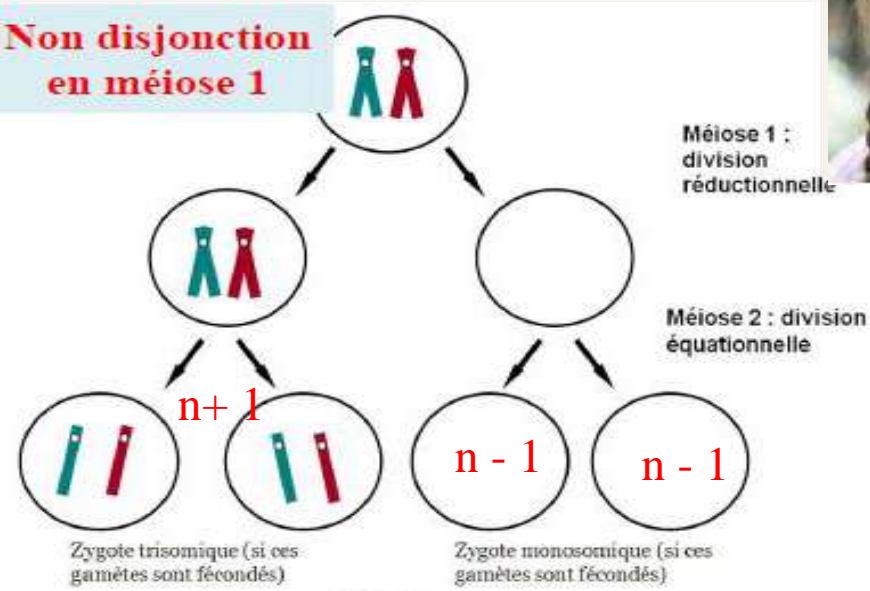 Non disjonction
en méiose 1
Méiose 1 :
division
réductionnelle
Méiose 2 : division
équationnelle
n+ 1
n - 1
n - 1
Zygote trisomique (si ces
gamètes sont fécondés)
Zygote monosomique (si ces
gamètes sont fécondés)